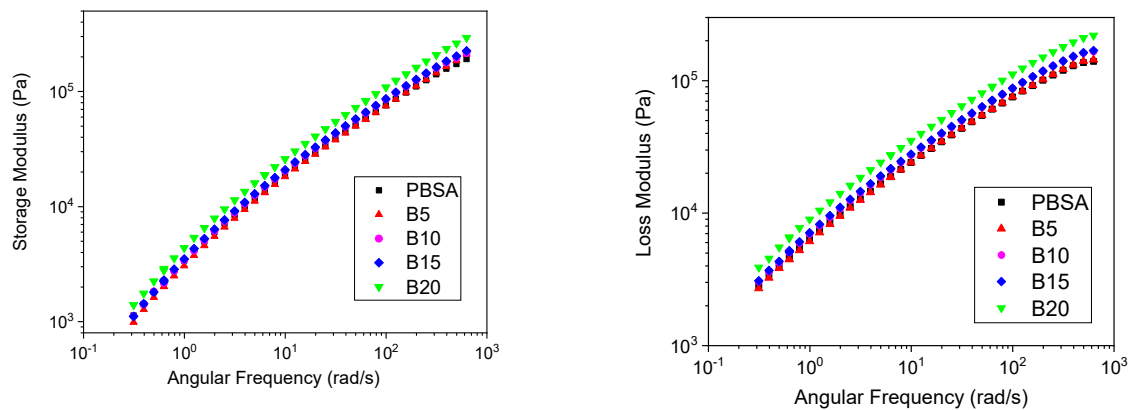 Storage Modulus (Pa)
10^5
10^4
10^3
10^-1
10^0
10^1
10^2
10^3
Angular Frequency (rad/s)
PBSA
B5
B10
B15
B20
Loss Modulus (Pa)
10^5
10^4
10^3
10^-1
10^0
10^1
10^2
10^3
Angular Frequency (rad/s)
PBSA
B5
B10
B15
B20